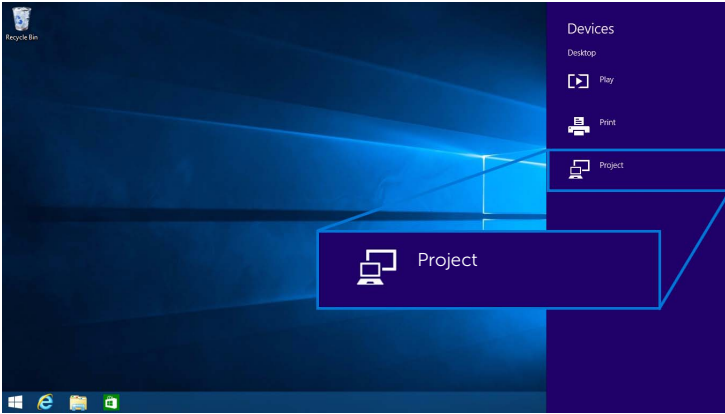 Recycle Bin
Devices
Desktop
Play
Print
Project
Project